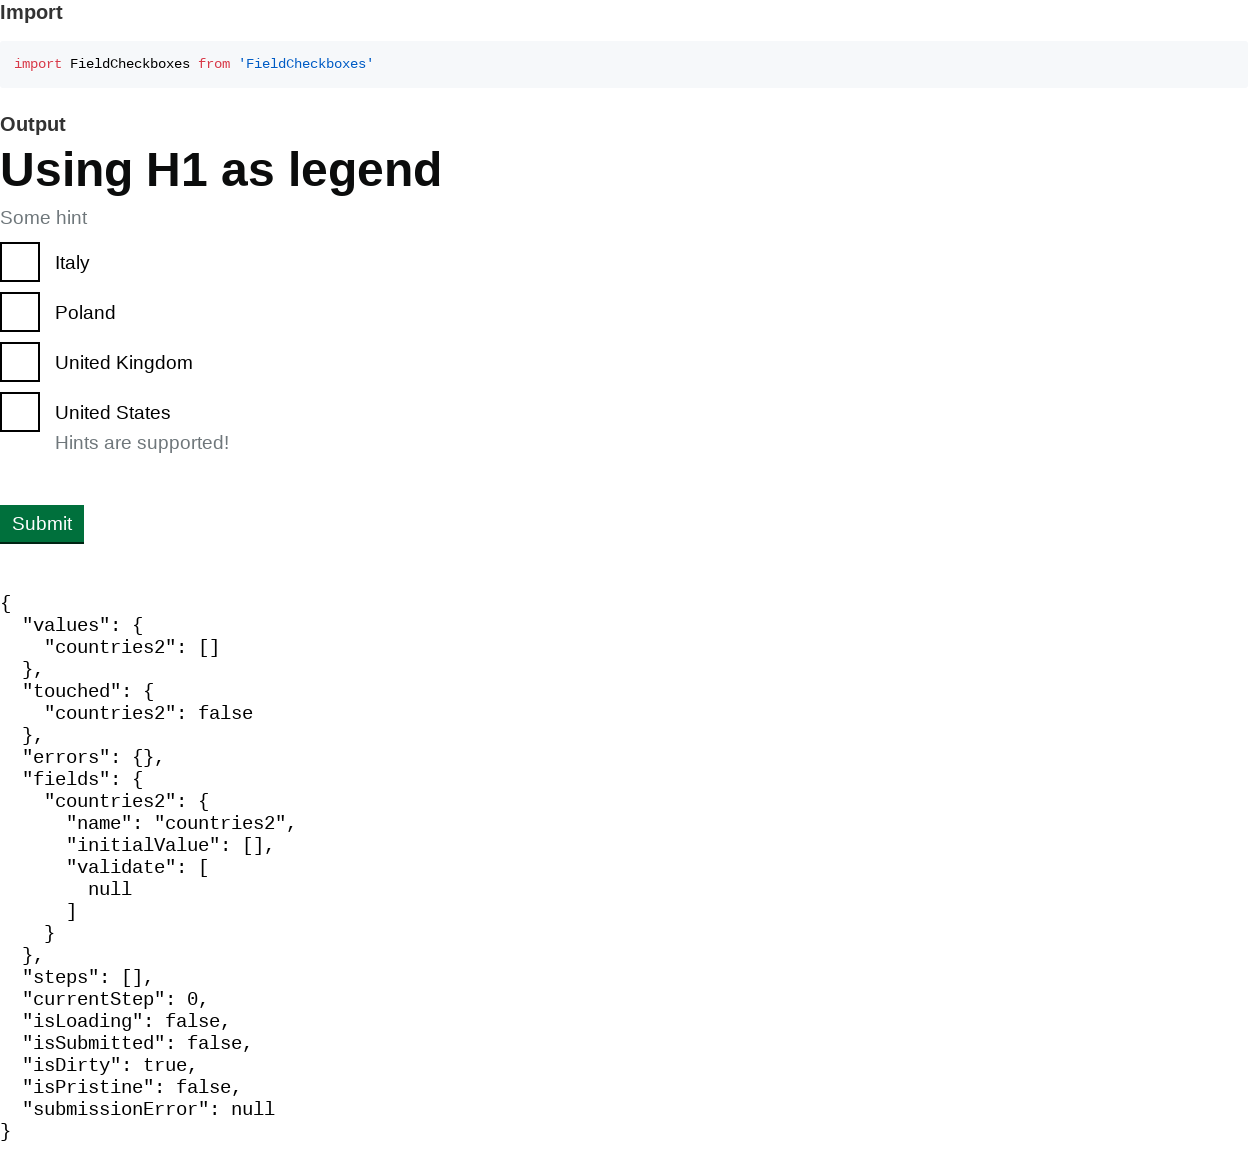 Import
import FieldCheckboxes from 'FieldCheckboxes'
Output
Using H1 as legend
Some hint
Italy
Poland
United Kingdom
United States
Hints are supported!
Submit
{
  "values": {
    "countries2": []
  },
  "touched": {
    "countries2": false
  },
  "errors": {},
  "fields": {
    "countries2": {
      "name": "countries2",
      "initialValue": [],
      "validate": [
        null
      ]
    }
  },
  "steps": [],
  "currentStep": 0,
  "isLoading": false,
  "isSubmitted": false,
  "isDirty": true,
  "isPristine": false,
  "submissionError": null
}